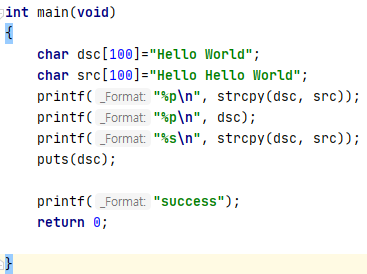 int main(void)
{
char dsc[100]="Hello World";
char src[100]="Hello Hello World";
printf( _Format: "%p\n", strcpy(dsc, src));
printf( _Format: "%p\n", dsc);
printf( _Format: "%s\n", strcpy(dsc, src));
puts(dsc);
printf( _Format: "success");
return 0;
}